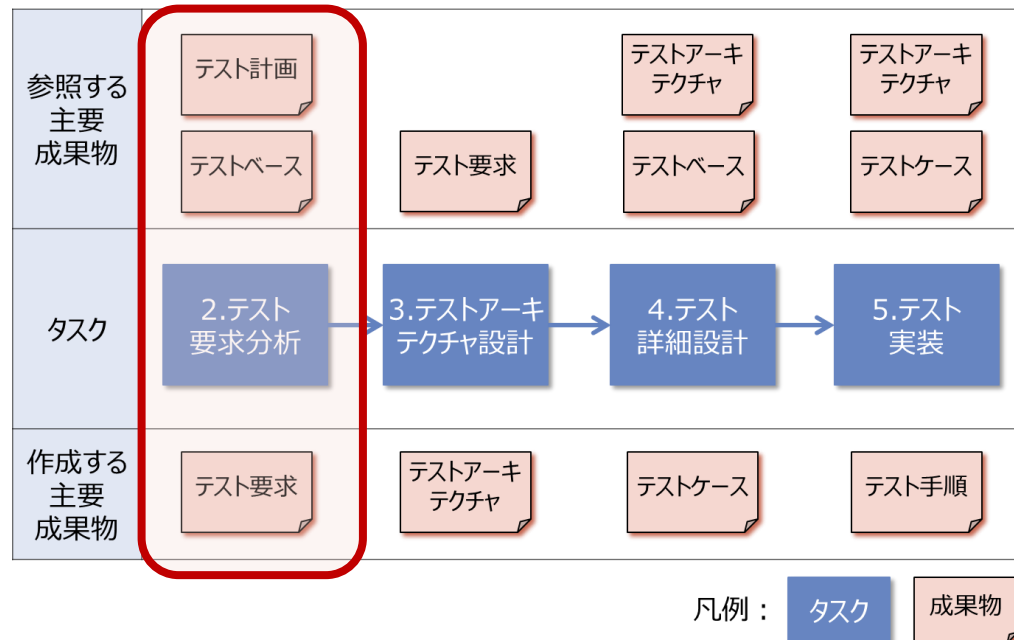 参照する
主要
成果物
テスト計画
テストベース
テスト要求
テストアーキ
テクチャ
テストベース
テストアーキ
テクチャ
テストケース
タスク
2.テスト
要求分析
3.テストアーキ
テクチャ設計
4.テスト
詳細設計
5.テスト
実装
作成する
主要
成果物
テスト要求
テストアーキ
テクチャ
テストケース
テスト手順
凡例：
タスク
成果物